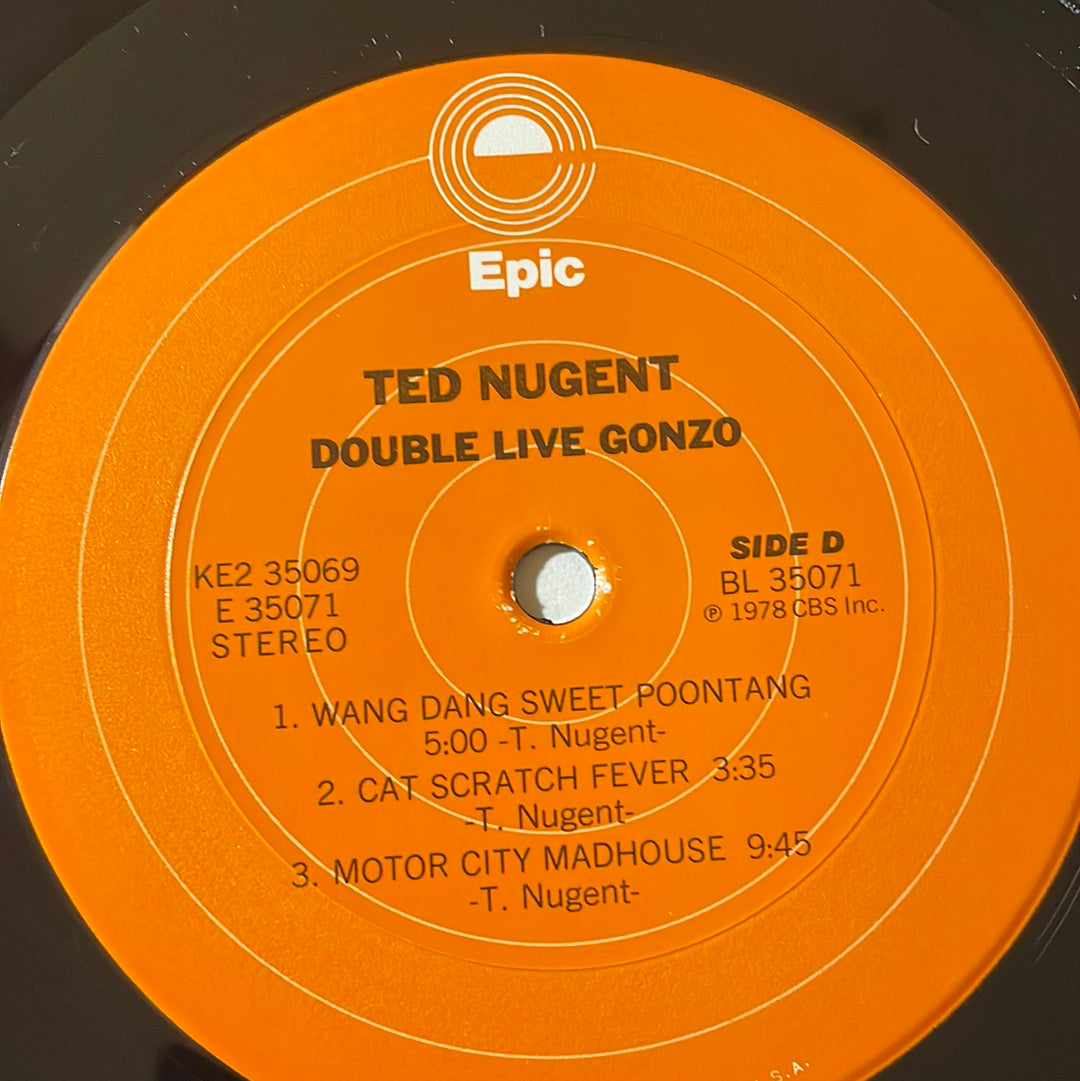 Epic
TED NUGENT
DOUBLE LIVE GONZO
KE2 35069
E 35071
STEREO
SIDE D
BL 35071
℗ 1978 CBS Inc.
1. WANG DANG SWEET POONTANG
5:00 -T. Nugent-
2. CAT SCRATCH FEVER 3:35
-T. Nugent-
3. MOTOR CITY MADHOUSE 9:45
-T. Nugent-
S.A.